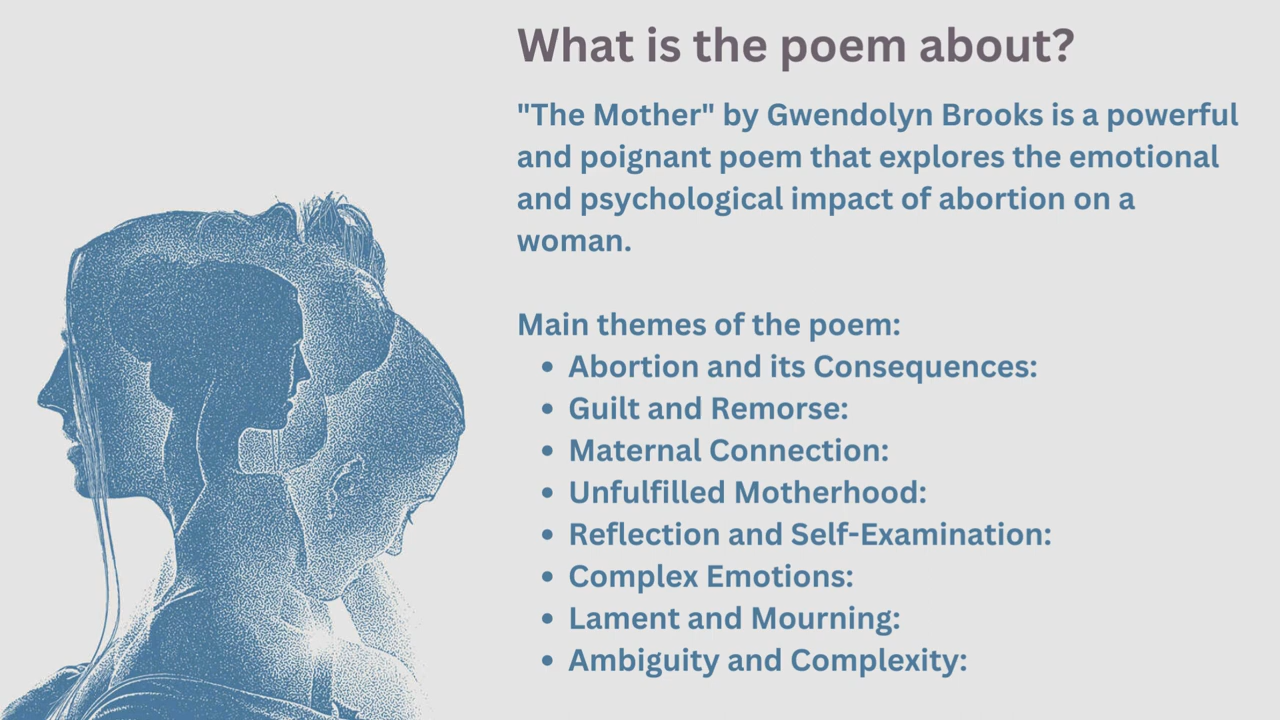 What is the poem about?
"The Mother" by Gwendolyn Brooks is a powerful
and poignant poem that explores the emotional
and psychological impact of abortion on a
woman.
Main themes of the poem:
• Abortion and its Consequences:
• Guilt and Remorse:
• Maternal Connection:
• Unfulfilled Motherhood:
• Reflection and Self-Examination:
• Complex Emotions:
• Lament and Mourning:
• Ambiguity and Complexity: